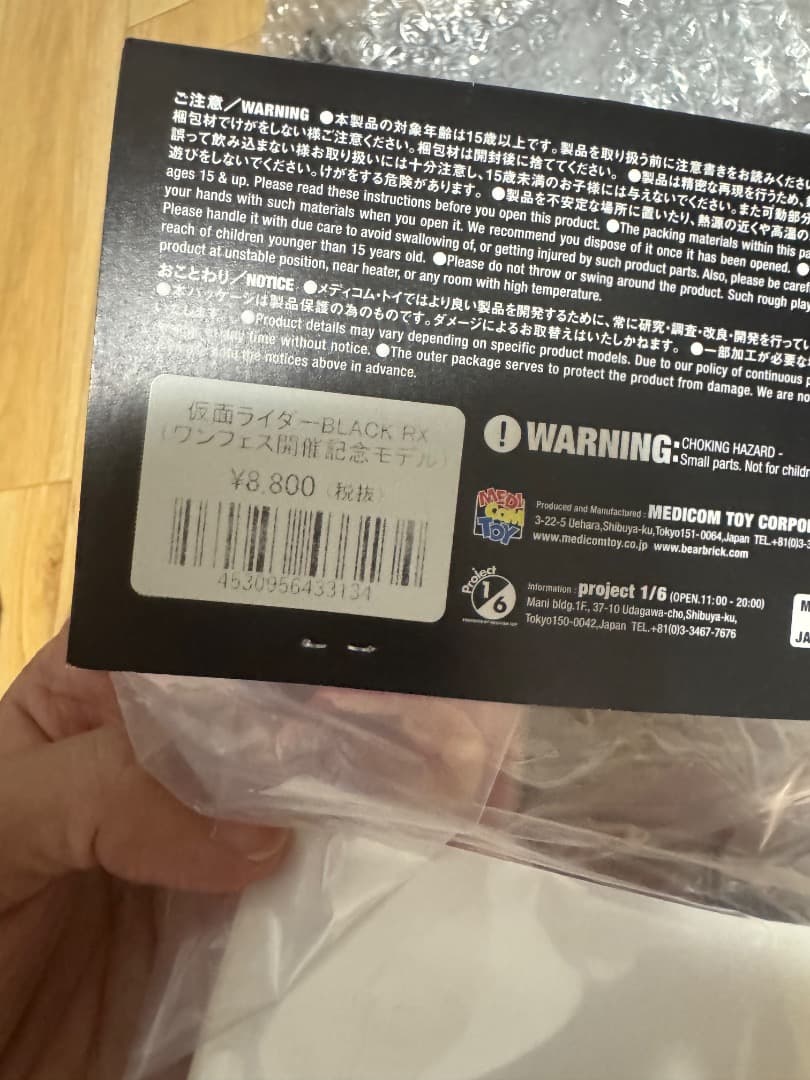 ご注意／WARNING ●本製品の対象年齢は15歳以上です。製品を取り扱う前に注意書きをお読みくださ
梱包材でけがをしない様ご注意ください。梱包材は開封後に捨ててください。 ●製品は精密な再現を行うため、
誤って飲み込まない様お取り扱いには十分注意し、15歳未満のお子様には与えないでください。また可動部分
遊びをしないでください。けがをする危険があります。 ●製品を不安定な場所に置いたり、熱源の近くや高温の
ages 15 & up. Please read these instructions before you open this product. ●The packing materials within this pa
your hands with such materials when you open it. We recommend you dispose of it once it has been opened. ●
Please handle it with due care to avoid swallowing of, or getting injured by such product parts. Also, please be caref
reach of children younger than 15 years old. ●Please do not throw or swing around the product. Such rough play
product at unstable position, near heater, or any room with high temperature.
おことわり／NOTICE ●メディコム・トイではより良い製品を開発するために、常に研究・調査・改良・開発を行ってい
●本パッケージは製品保護の為のものです。ダメージによるお取替えはいたしかねます。 ●一部加工が必要な
●Product details may vary depending on specific product models. Due to our policy of continuous p
any time without notice. ●The outer package serves to protect the product from damage. We are no
the notices above in advance.
仮面ライダーBLACK RX
(ワンフェス開催記念モデル)
¥8,800 (税抜)
4530956433134
! WARNING: CHOKING HAZARD -
Small parts. Not for childr
MEDI COM TOY
Produced and Manufactured : MEDICOM TOY CORPO
3-22-5 Uehara,Shibuya-ku,Tokyo151-0064,Japan TEL.+81(0)3-3
www.medicomtoy.co.jp www.bearbrick.com
Project 1/6
Information : project 1/6 (OPEN.11:00 - 20:00)
Mani bldg.1F., 37-10 Udagawa-cho,Shibuya-ku,
Tokyo150-0042,Japan TEL.+81(0)3-3467-7676
M
JA